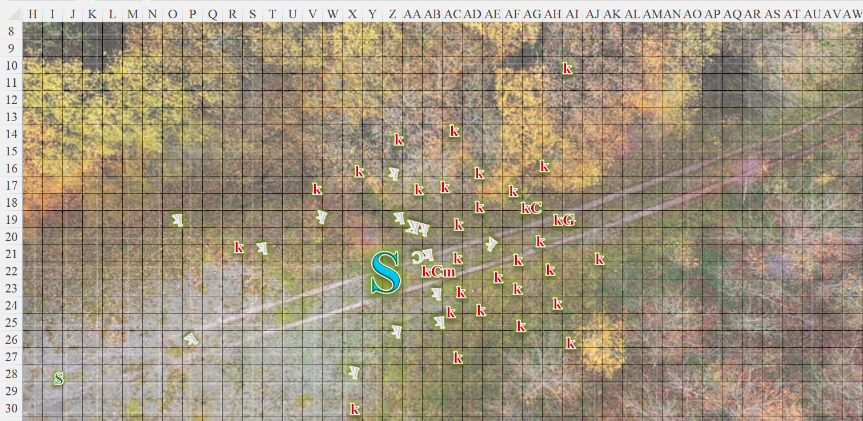 H I J K L M N O P Q R S T U V W X Y Z AA AB AC AD AE AF AG AH AI AJ AK AL AM AN AO AP AQ AR AS AT AU AV AW
8
9
10 k
11
12
13
14 k k
15
16 k k k
17 k k k k
18 k kC
19 k kG
20 k k
21 k k k
22 S kCm k k
23 k k
24 k k k
25 k
26 k
27 k
28 S
29
30 k